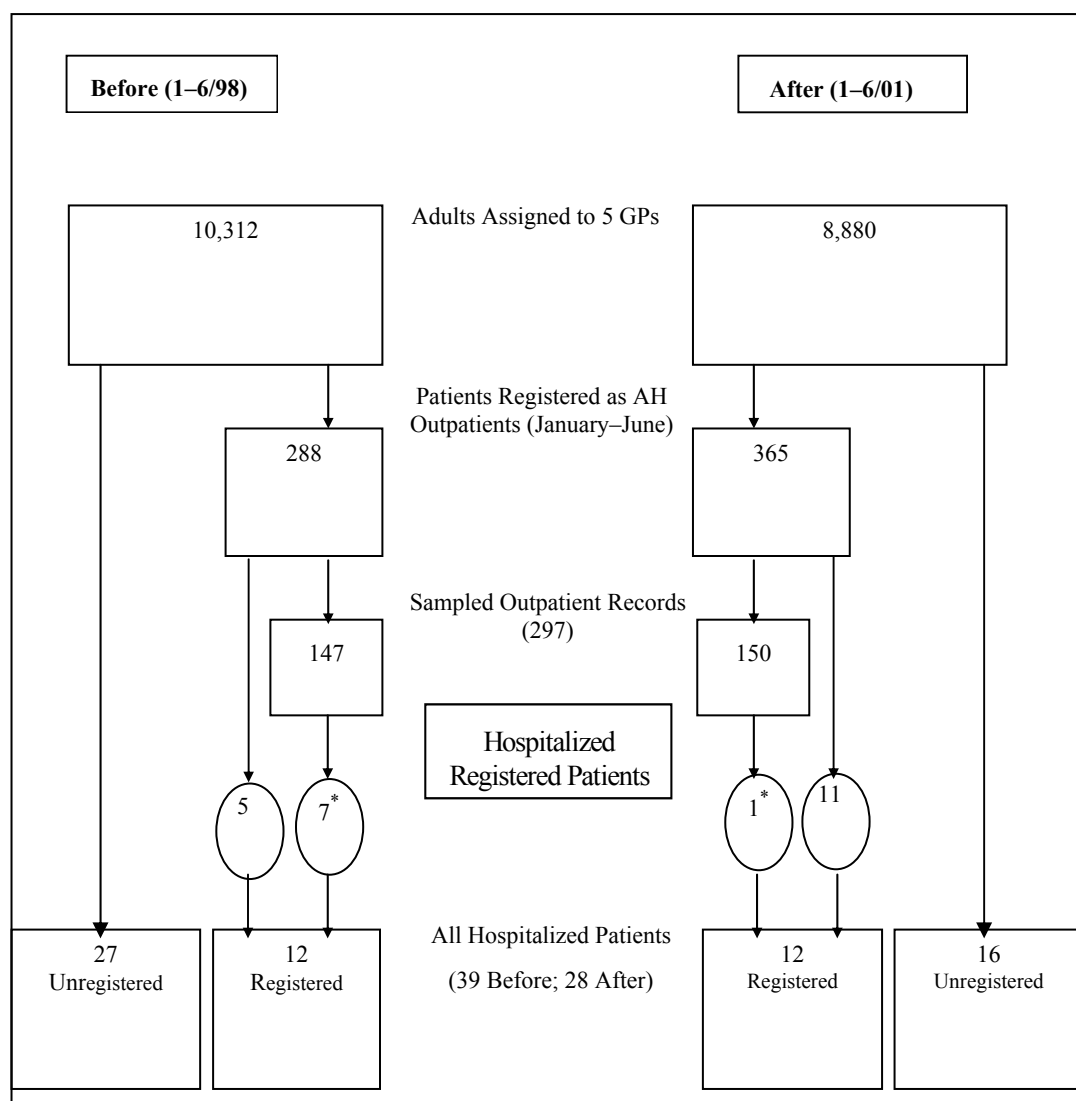 Before (1–6/98)
After (1–6/01)
Adults Assigned to 5 GPs
10,312
8,880
Patients Registered as AH
Outpatients (January–June)
288
365
Sampled Outpatient Records
(297)
147
150
Hospitalized
Registered Patients
5
7*
1*
11
All Hospitalized Patients
(39 Before; 28 After)
27
Unregistered
12
Registered
12
Registered
16
Unregistered